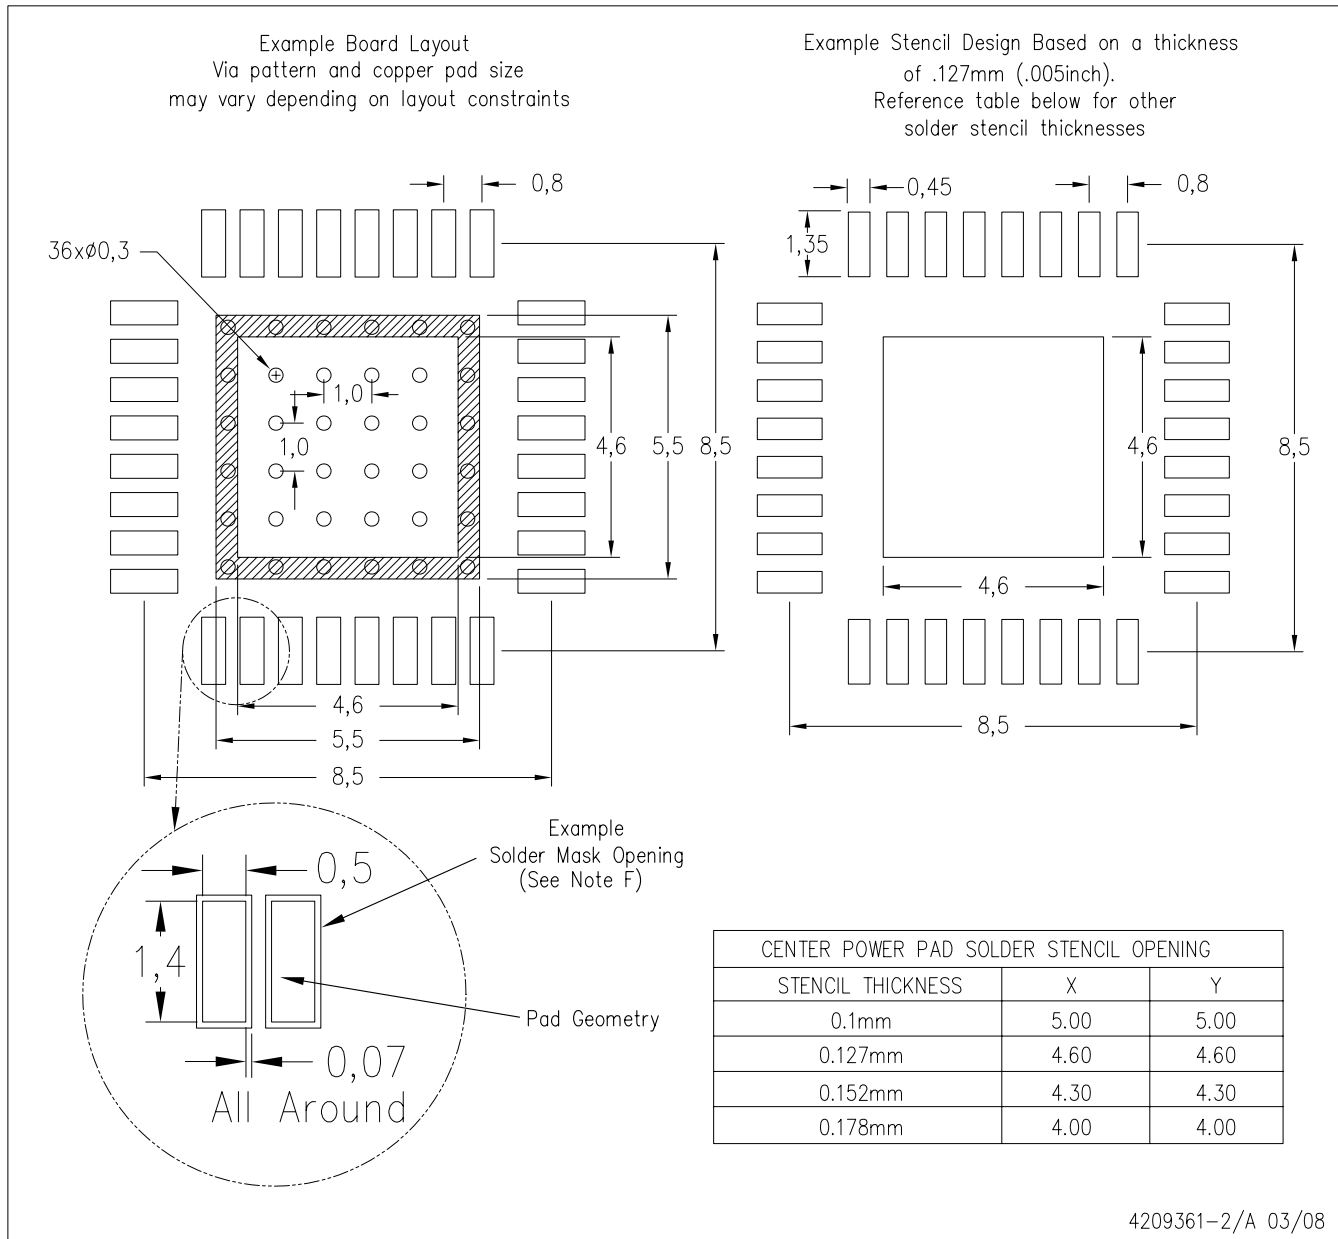 Example Board Layout
Via pattern and copper pad size
may vary depending on layout constraints
Example Stencil Design Based on a thickness
of .127mm (.005inch).
Reference table below for other
solder stencil thicknesses
0,8
36xø0,3
1,0
1,0
4,6
5,5
8,5
4,6
5,5
8,5
0,45
0,8
1,35
4,6
8,5
4,6
8,5
Example
Solder Mask Opening
(See Note F)
0,5
1,4
Pad Geometry
0,07
All Around
CENTER POWER PAD SOLDER STENCIL OPENING
STENCIL THICKNESS X Y
0.1mm 5.00 5.00
0.127mm 4.60 4.60
0.152mm 4.30 4.30
0.178mm 4.00 4.00
4209361-2/A 03/08